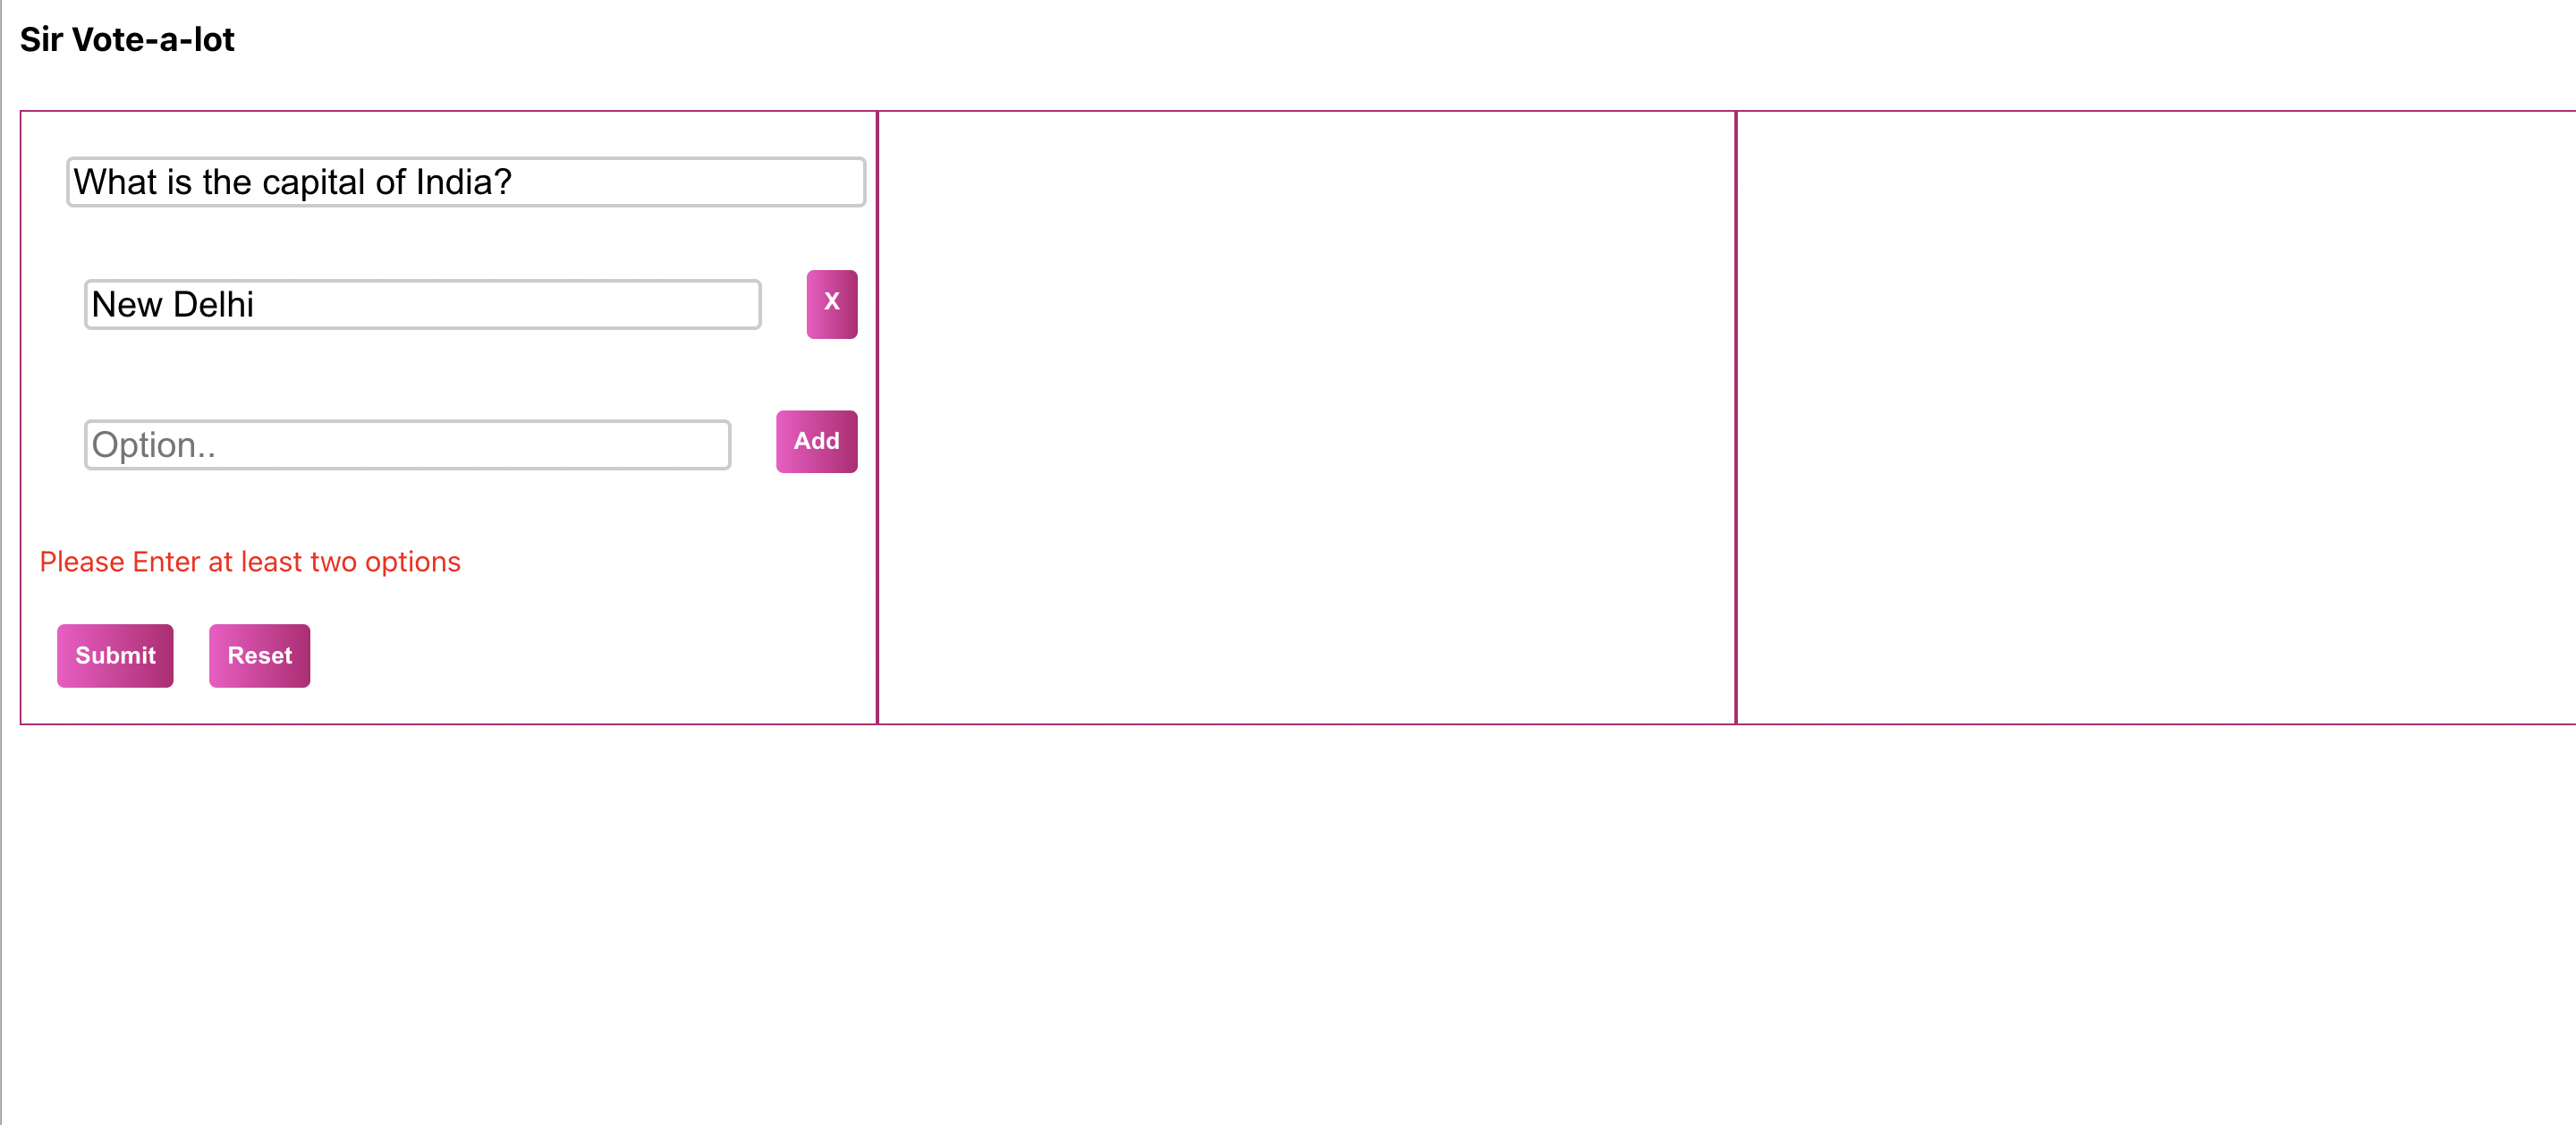 Sir Vote-a-lot
What is the capital of India?
New Delhi
X
Option..
Add
Please Enter at least two options
Submit
Reset